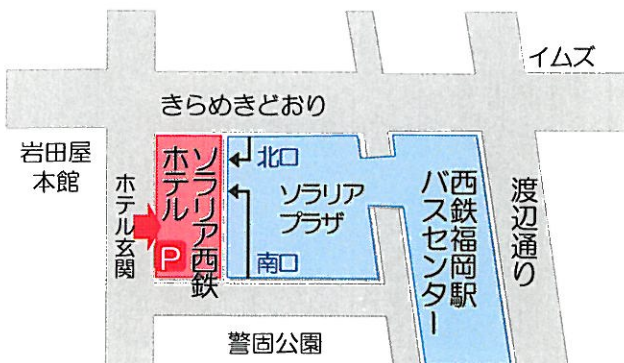 イムズ
きらめきどおり
岩田屋
本館
ホテル玄関
ソラリア西鉄
ホテル
P
北口
ソラリア
プラザ
南口
西鉄福岡駅
バスセンター
渡辺通り
警固公園